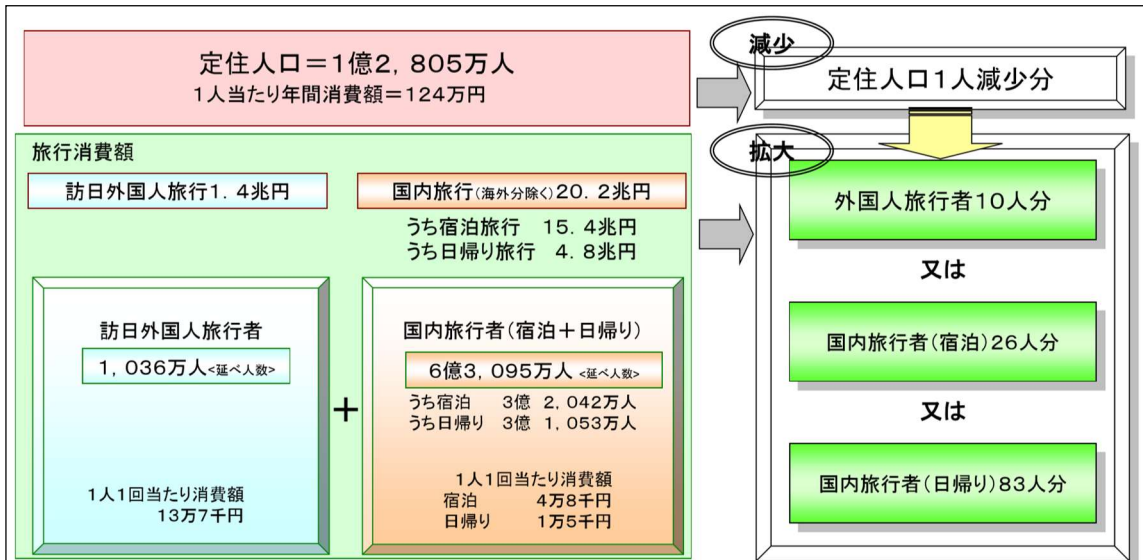 定住人口＝1億2，805万人
1人当たり年間消費額＝124万円
減少
定住人口1人減少分
旅行消費額
訪日外国人旅行1．4兆円
国内旅行(海外分除く)20．2兆円
うち宿泊旅行　15．4兆円
うち日帰り旅行　4．8兆円
訪日外国人旅行者
1，036万人<延べ人数>
＋
国内旅行者(宿泊＋日帰り)
6億3，095万人<延べ人数>
うち宿泊　3億　2，042万人
うち日帰り　3億　1，053万人
1人1回当たり消費額
13万7千円
1人1回当たり消費額
宿泊　4万8千円
日帰り　1万5千円
拡大
外国人旅行者10人分
又は
国内旅行者(宿泊)26人分
又は
国内旅行者(日帰り)83人分